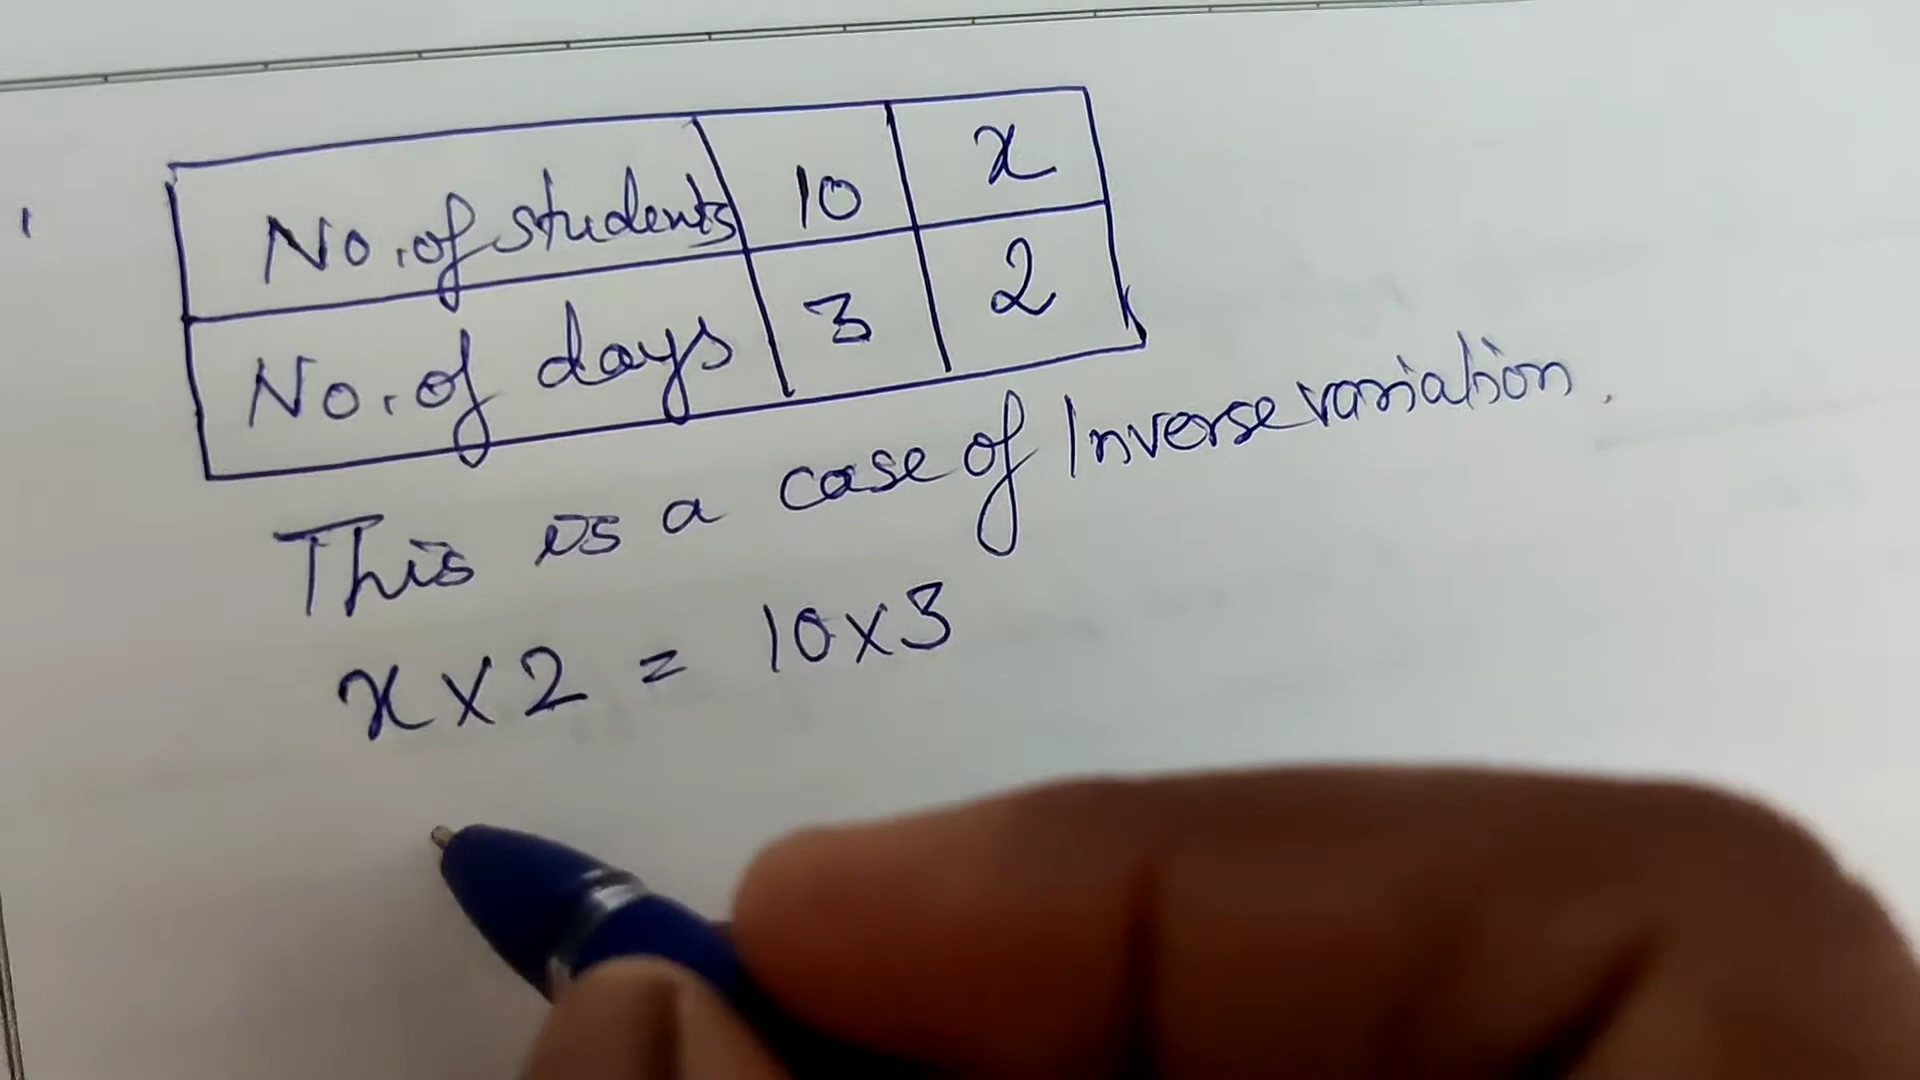 No. of students 10 x
No. of days 3 2
This is a case of Inverse variation.
x × 2 = 10 × 3